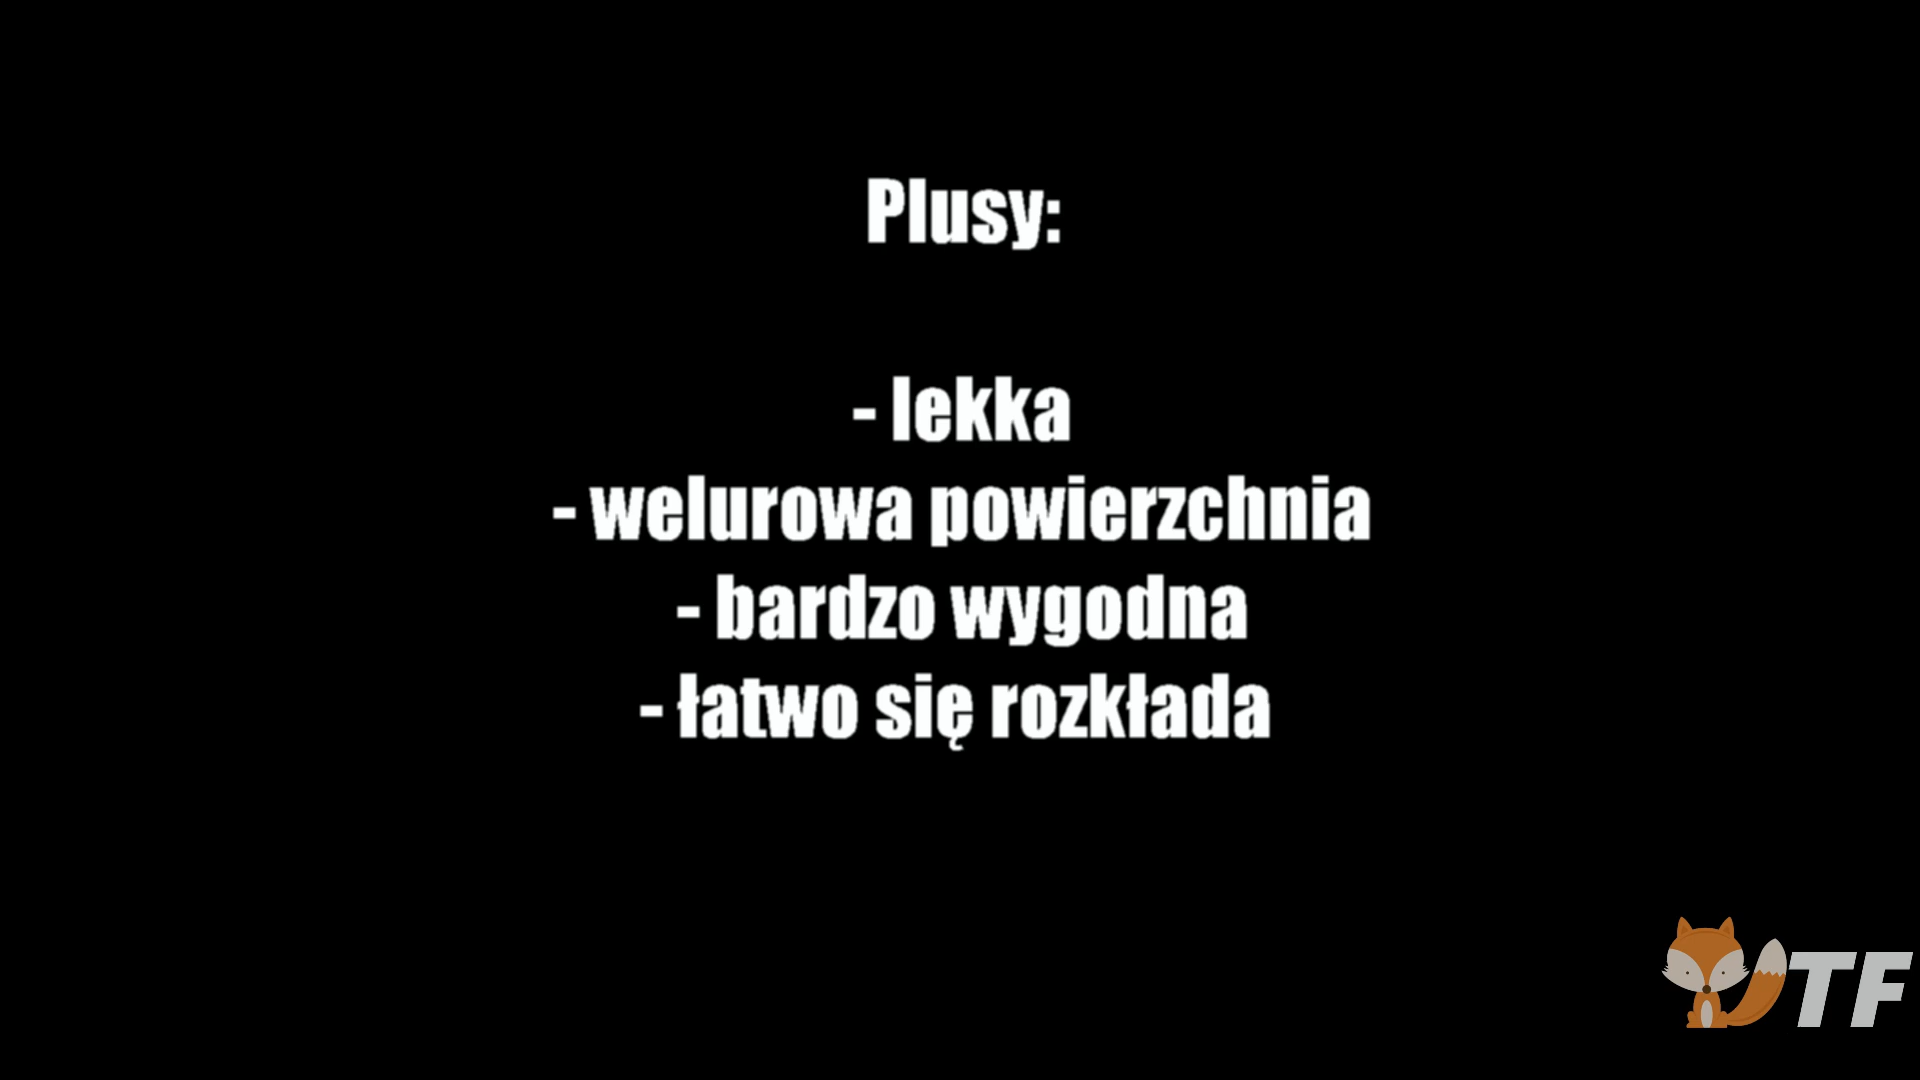 Plusy:
- lekka
- welurowa powierzchnia
- bardzo wygodna
- łatwo się rozkłada
TF